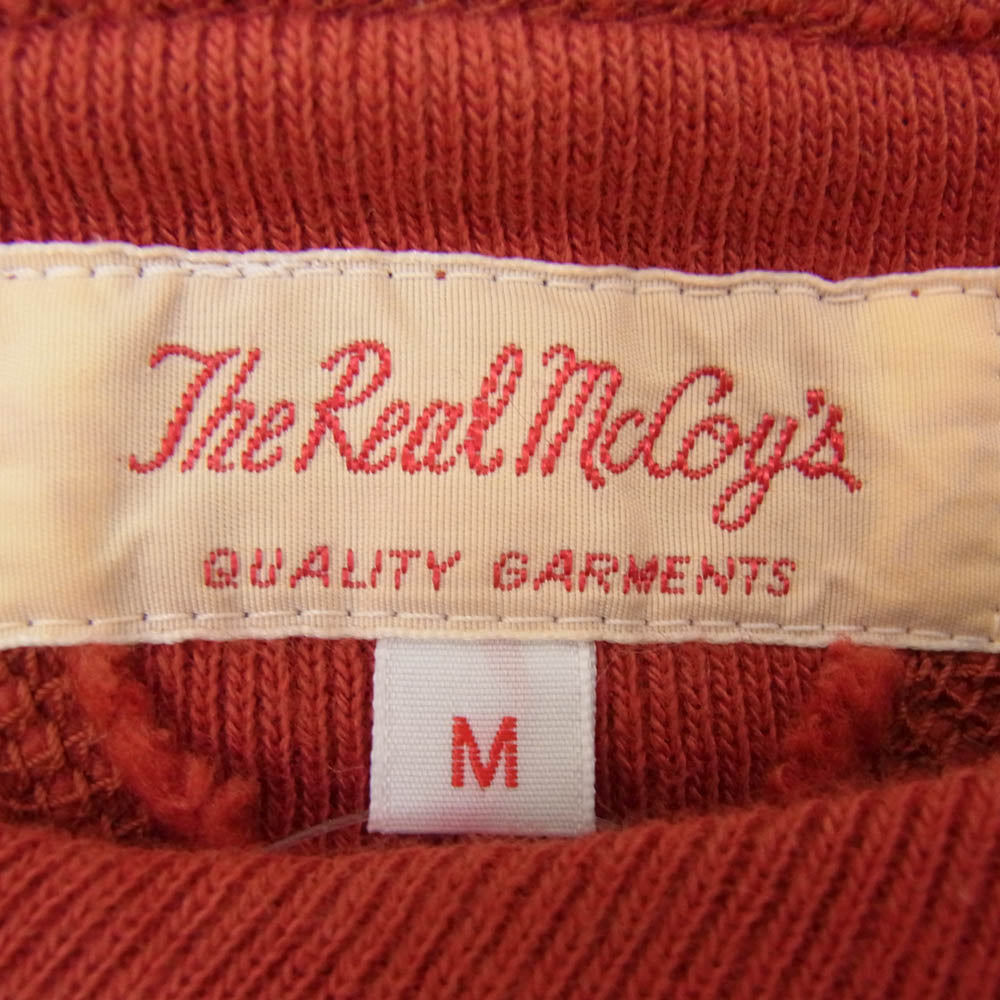 The Real McCoy's
QUALITY GARMENTS
M